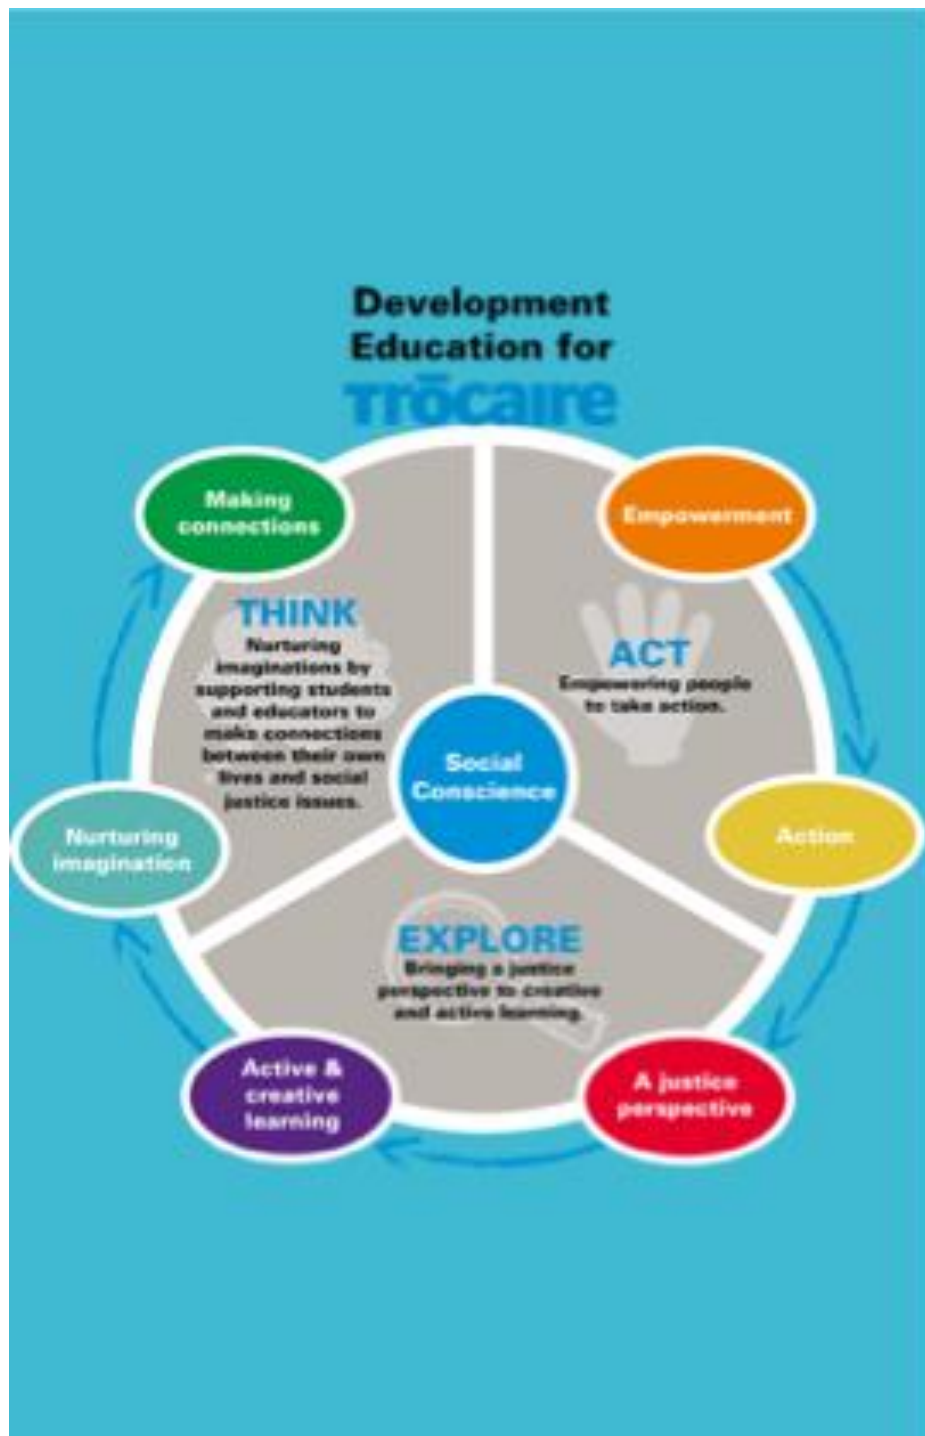 Development
Education for
Trōcaire
Making
connections
Empowerment
THINK
Nurturing
imaginations by
supporting students
and educators to
make connections
between their own
lives and social
justice issues.
ACT
Empowering people
to take action.
Social
Conscience
Nurturing
imagination
Action
EXPLORE
Bringing a justice
perspective to creative
and active learning.
Active &
creative
learning
A justice
perspective